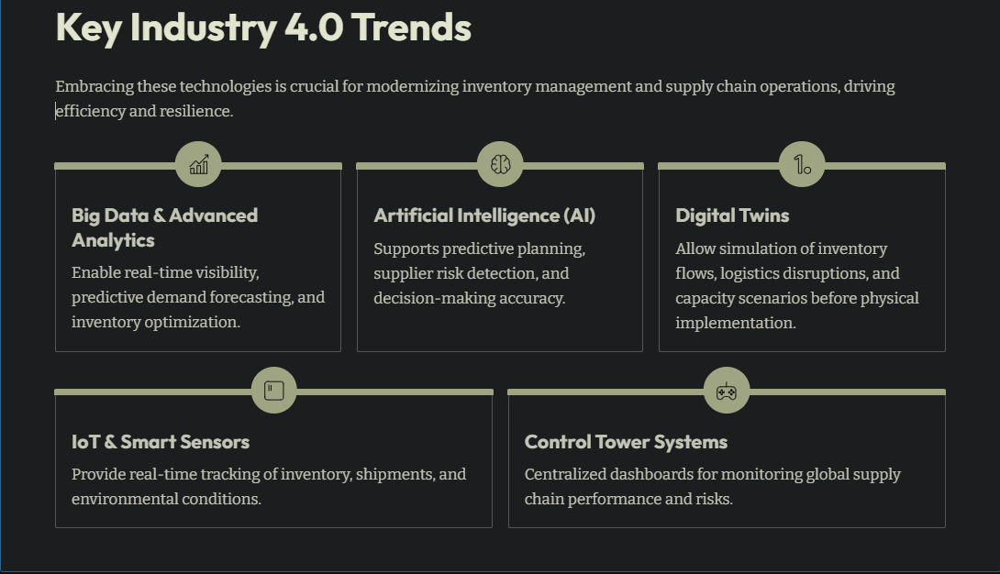 Key Industry 4.0 Trends
Embracing these technologies is crucial for modernizing inventory management and supply chain operations, driving
efficiency and resilience.
Big Data & Advanced
Analytics
Enable real-time visibility,
predictive demand forecasting, and
inventory optimization.
Artificial Intelligence (AI)
Supports predictive planning,
supplier risk detection, and
decision-making accuracy.
Digital Twins
Allow simulation of inventory
flows, logistics disruptions, and
capacity scenarios before physical
implementation.
IoT & Smart Sensors
Provide real-time tracking of inventory, shipments, and
environmental conditions.
Control Tower Systems
Centralized dashboards for monitoring global supply
chain performance and risks.